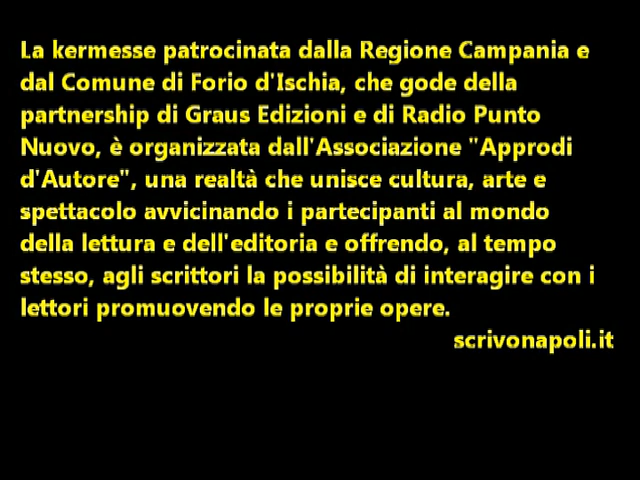 La kermesse patrocinata dalla Regione Campania e
dal Comune di Forio d'Ischia, che gode della
partnership di Graus Edizioni e di Radio Punto
Nuovo, è organizzata dall'Associazione "Approdi
d'Autore", una realtà che unisce cultura, arte e
spettacolo avvicinando i partecipanti al mondo
della lettura e dell'editoria e offrendo, al tempo
stesso, agli scrittori la possibilità di interagire con i
lettori promuovendo le proprie opere.
scrivonapoli.it